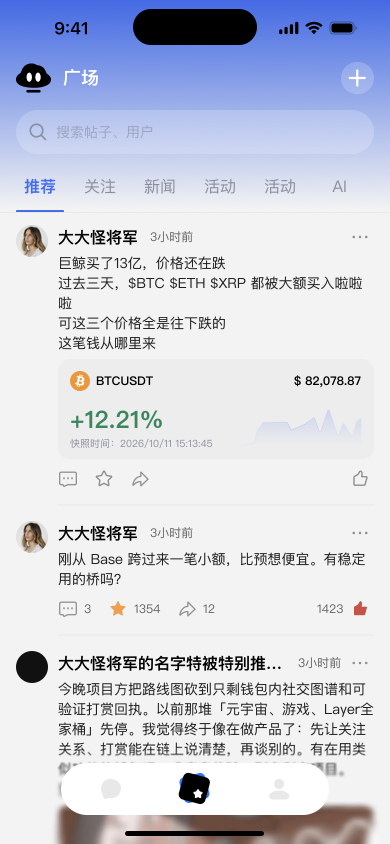 9:41
广场
搜索帖子、用户
推荐 关注 新闻 活动 活动 AI
大大怪将军 3小时前
巨鲸买了13亿，价格还在跌
过去三天，$BTC $ETH $XRP 都被大额买入啦啦
啦
可这三个价格全是往下跌的
这笔钱从哪里来
BTCUSDT $ 82,078.87
+12.21%
快照时间：2026/10/11 15:13:45
大大怪将军 3小时前
刚从 Base 跨过来一笔小额，比预想便宜。有稳定
用的桥吗？
3 1354 12 1423
大大怪将军的名字特被特别推... 3小时前
今晚项目方把路线图砍到只剩钱包内社交图谱和可
验证打赏回执。以前那堆「元宇宙、游戏、Layer全
家桶」先停。我觉得终于像在做产品了：先让关注
关系、打赏能在链上说清楚，再谈别的。有在用类